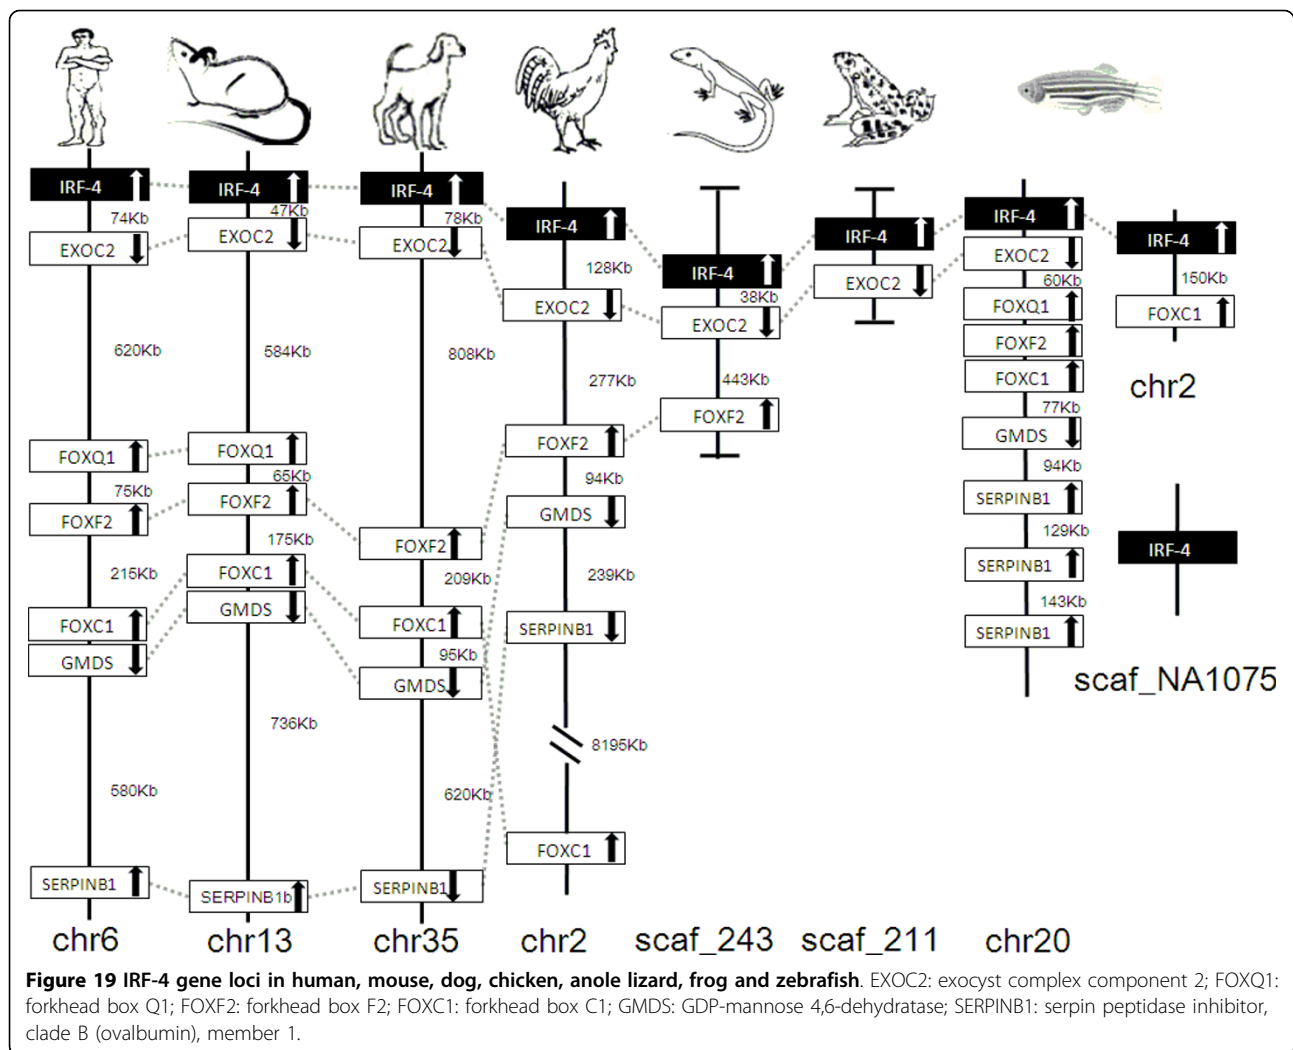 IRF-4
74Kb
EXOC2
620Kb
FOXQ1
75Kb
FOXF2
215Kb
FOXC1
GMDS
580Kb
SERPINB1
chr6
IRF-4
47Kb
EXOC2
584Kb
FOXQ1
65Kb
FOXF2
175Kb
FOXC1
GMDS
736Kb
SERPINB1b
chr13
IRF-4
78Kb
EXOC2
808Kb
FOXF2
209Kb
FOXC1
95Kb
GMDS
620Kb
SERPINB1
chr35
IRF-4
128Kb
EXOC2
277Kb
FOXF2
94Kb
GMDS
239Kb
SERPINB1
8195Kb
FOXC1
chr2
IRF-4
38Kb
EXOC2
443Kb
FOXF2
scaf_243
IRF-4
EXOC2
scaf_211
IRF-4
EXOC2
60Kb
FOXQ1
FOXF2
FOXC1
77Kb
GMDS
94Kb
SERPINB1
129Kb
SERPINB1
143Kb
SERPINB1
chr20
IRF-4
150Kb
FOXC1
chr2
IRF-4
scaf_NA1075
Figure 19 IRF-4 gene loci in human, mouse, dog, chicken, anole lizard, frog and zebrafish. EXOC2: exocyst complex component 2; FOXQ1:
forkhead box Q1; FOXF2: forkhead box F2; FOXC1: forkhead box C1; GMDS: GDP-mannose 4,6-dehydratase; SERPINB1: serpin peptidase inhibitor,
clade B (ovalbumin), member 1.